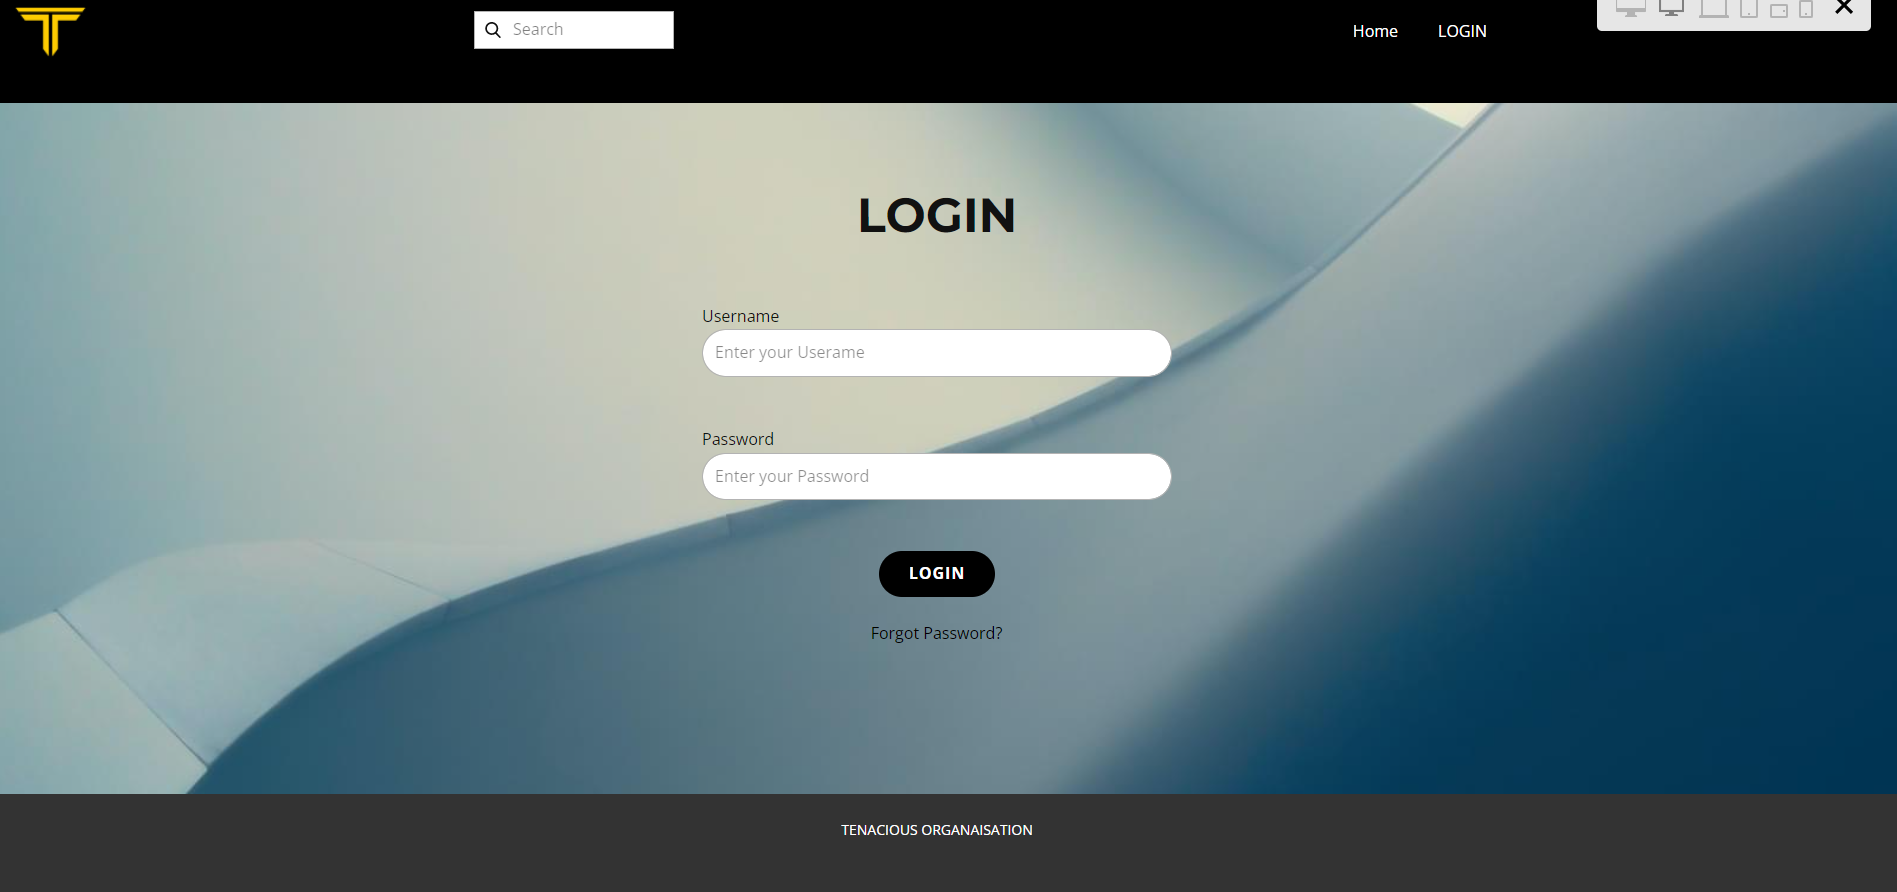 Search
Home
LOGIN
LOGIN
Username
Enter your Userame
Password
Enter your Password
LOGIN
Forgot Password?
TENACIOUS ORGANAISATION